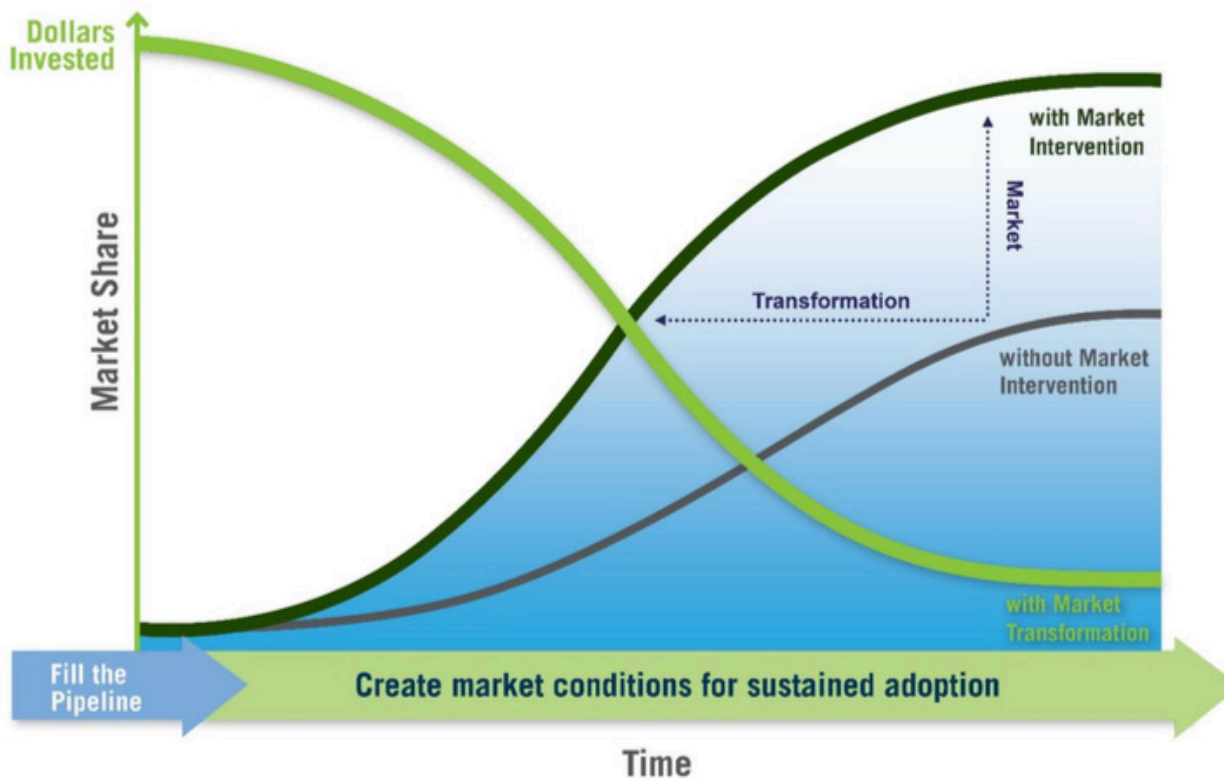 Dollars
Invested
Market Share
with Market
Intervention
Market
Transformation
without Market
Intervention
with Market
Transformation
Fill the
Pipeline
Create market conditions for sustained adoption
Time